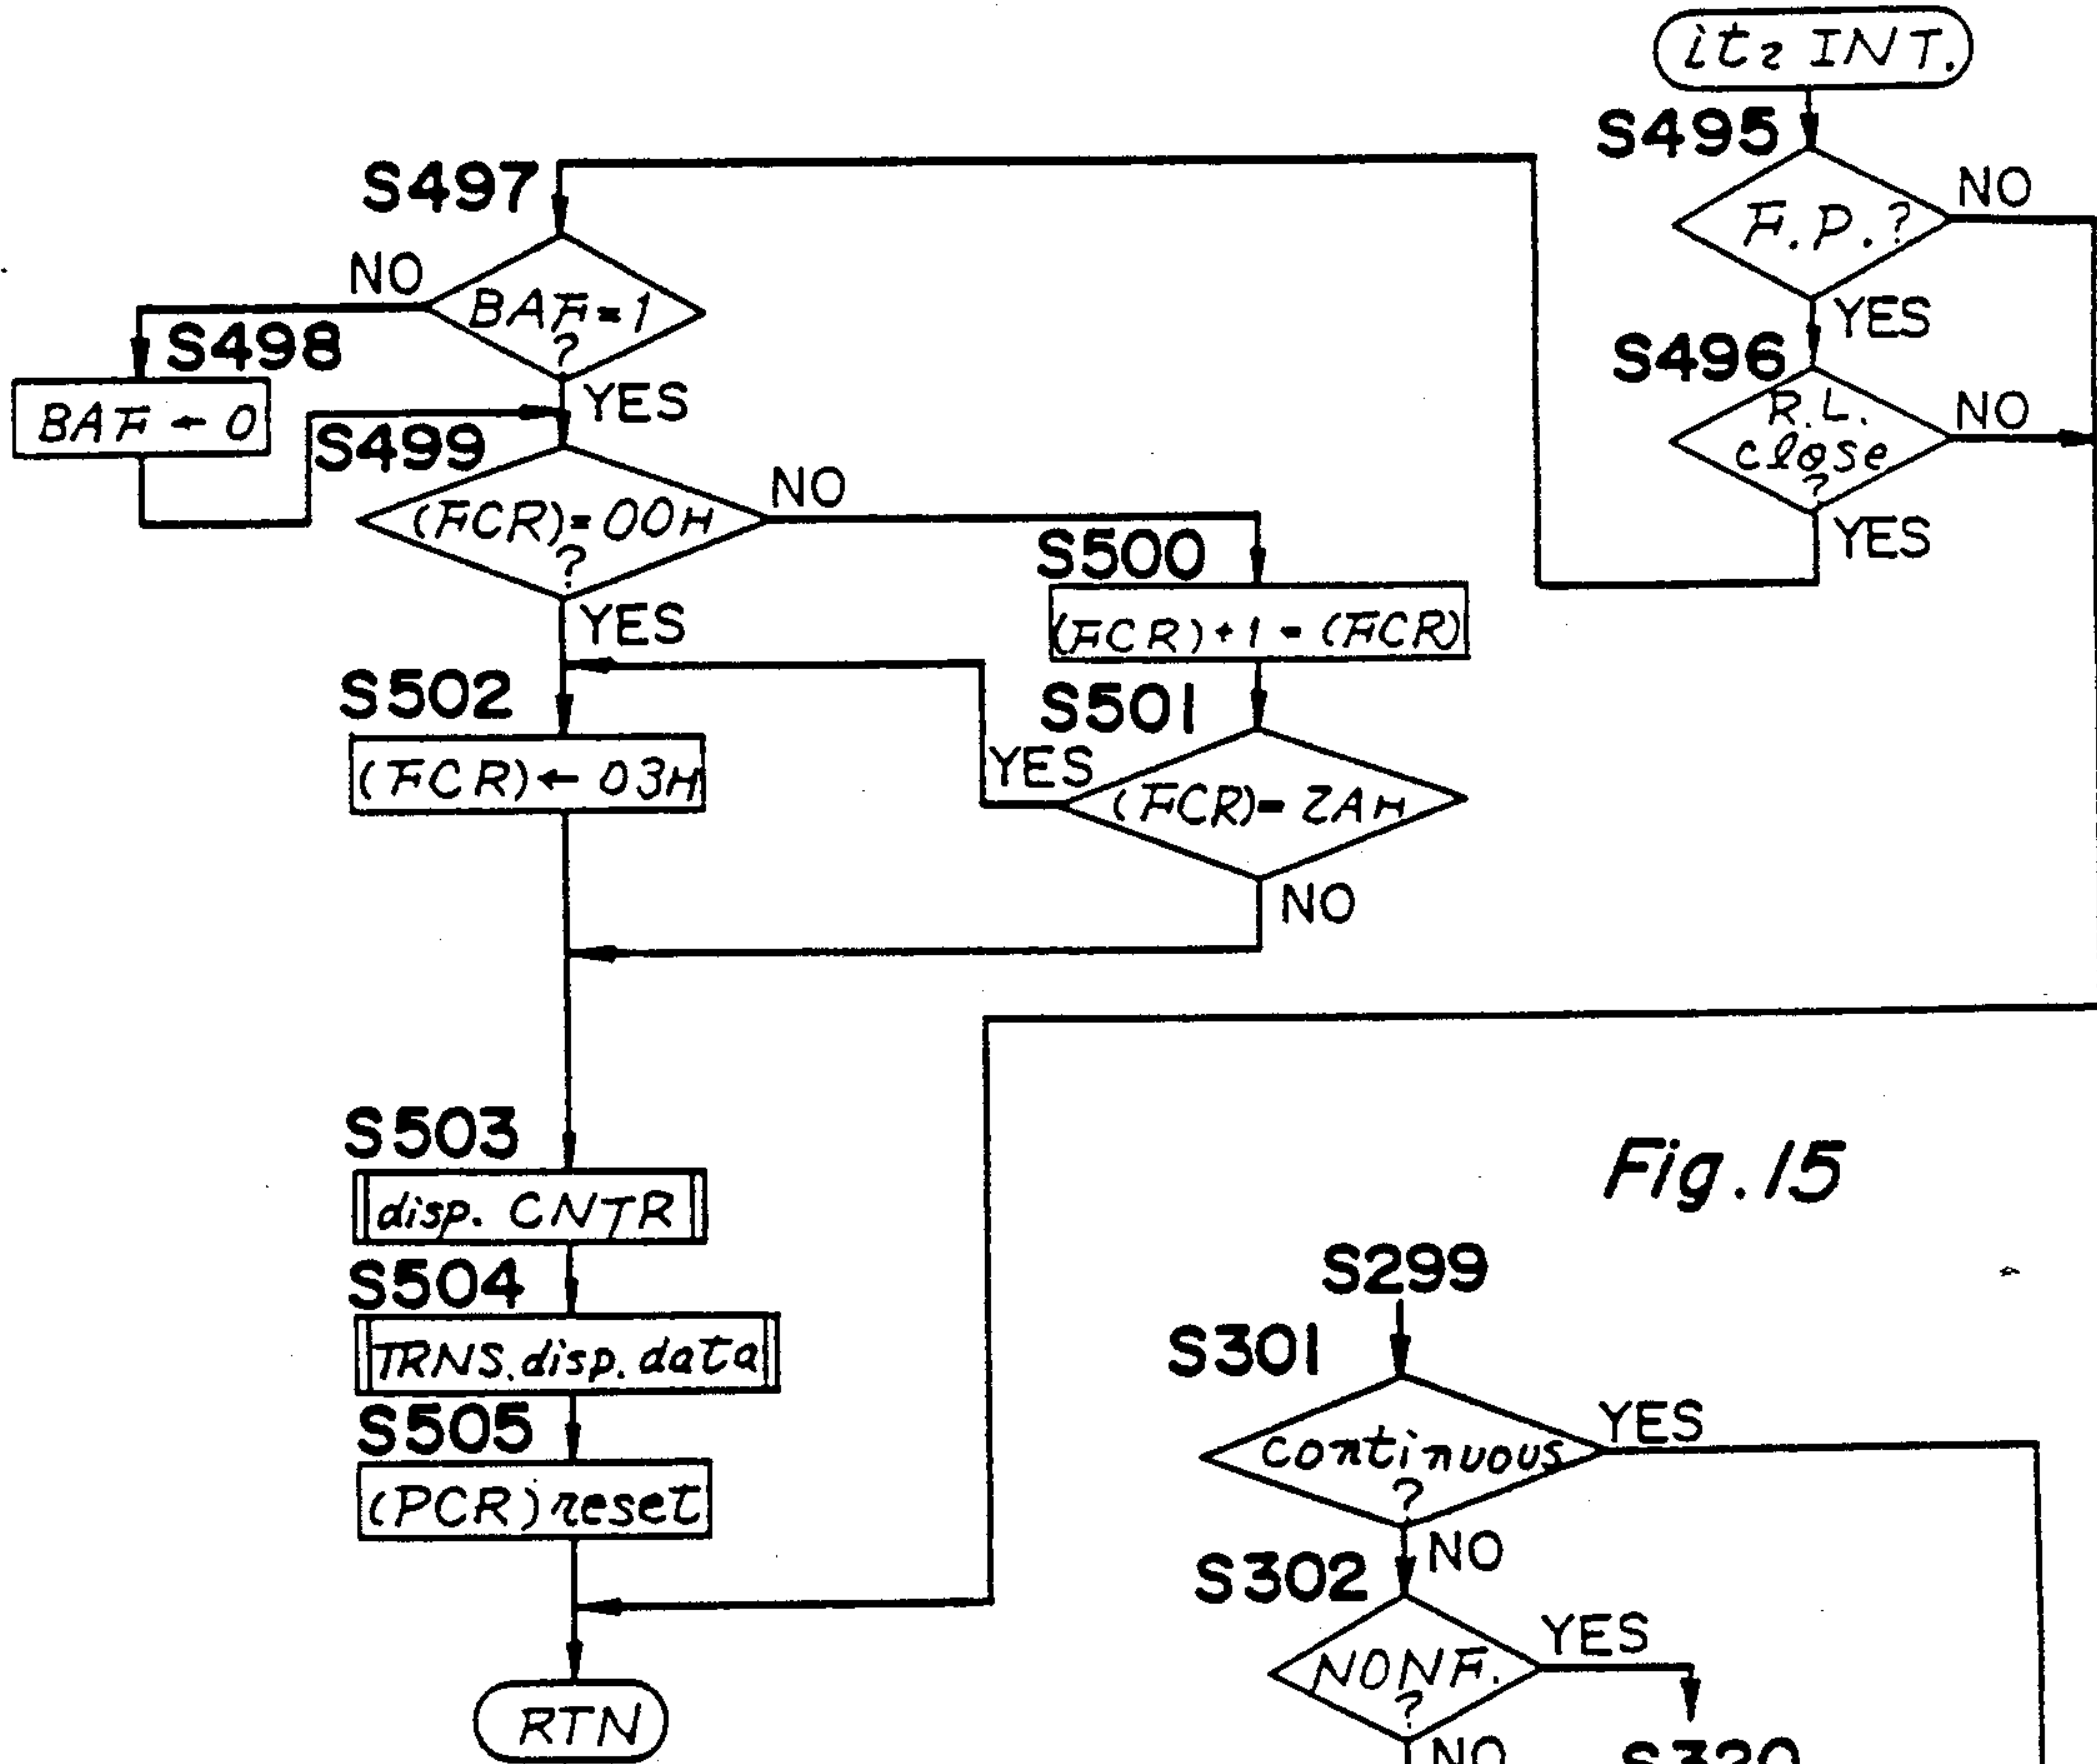 it2 INT.
S495
F.P.?
NO
YES
S496
R.L.
close
?
NO
YES
S497
BAF=1
?
NO
YES
S498
BAF ← 0
S499
(FCR)=00H
?
NO
YES
S500
(FCR)+1 - (FCR)
S501
(FCR)=2AH
YES
NO
S502
(FCR)← 03H
S503
disp. CNTR
S504
TRNS.disp.data
S505
(PCR)reset
RTN
Fig.15
S299
S301
continuous
?
YES
NO
S302
NONF.
?
YES
NO
S320